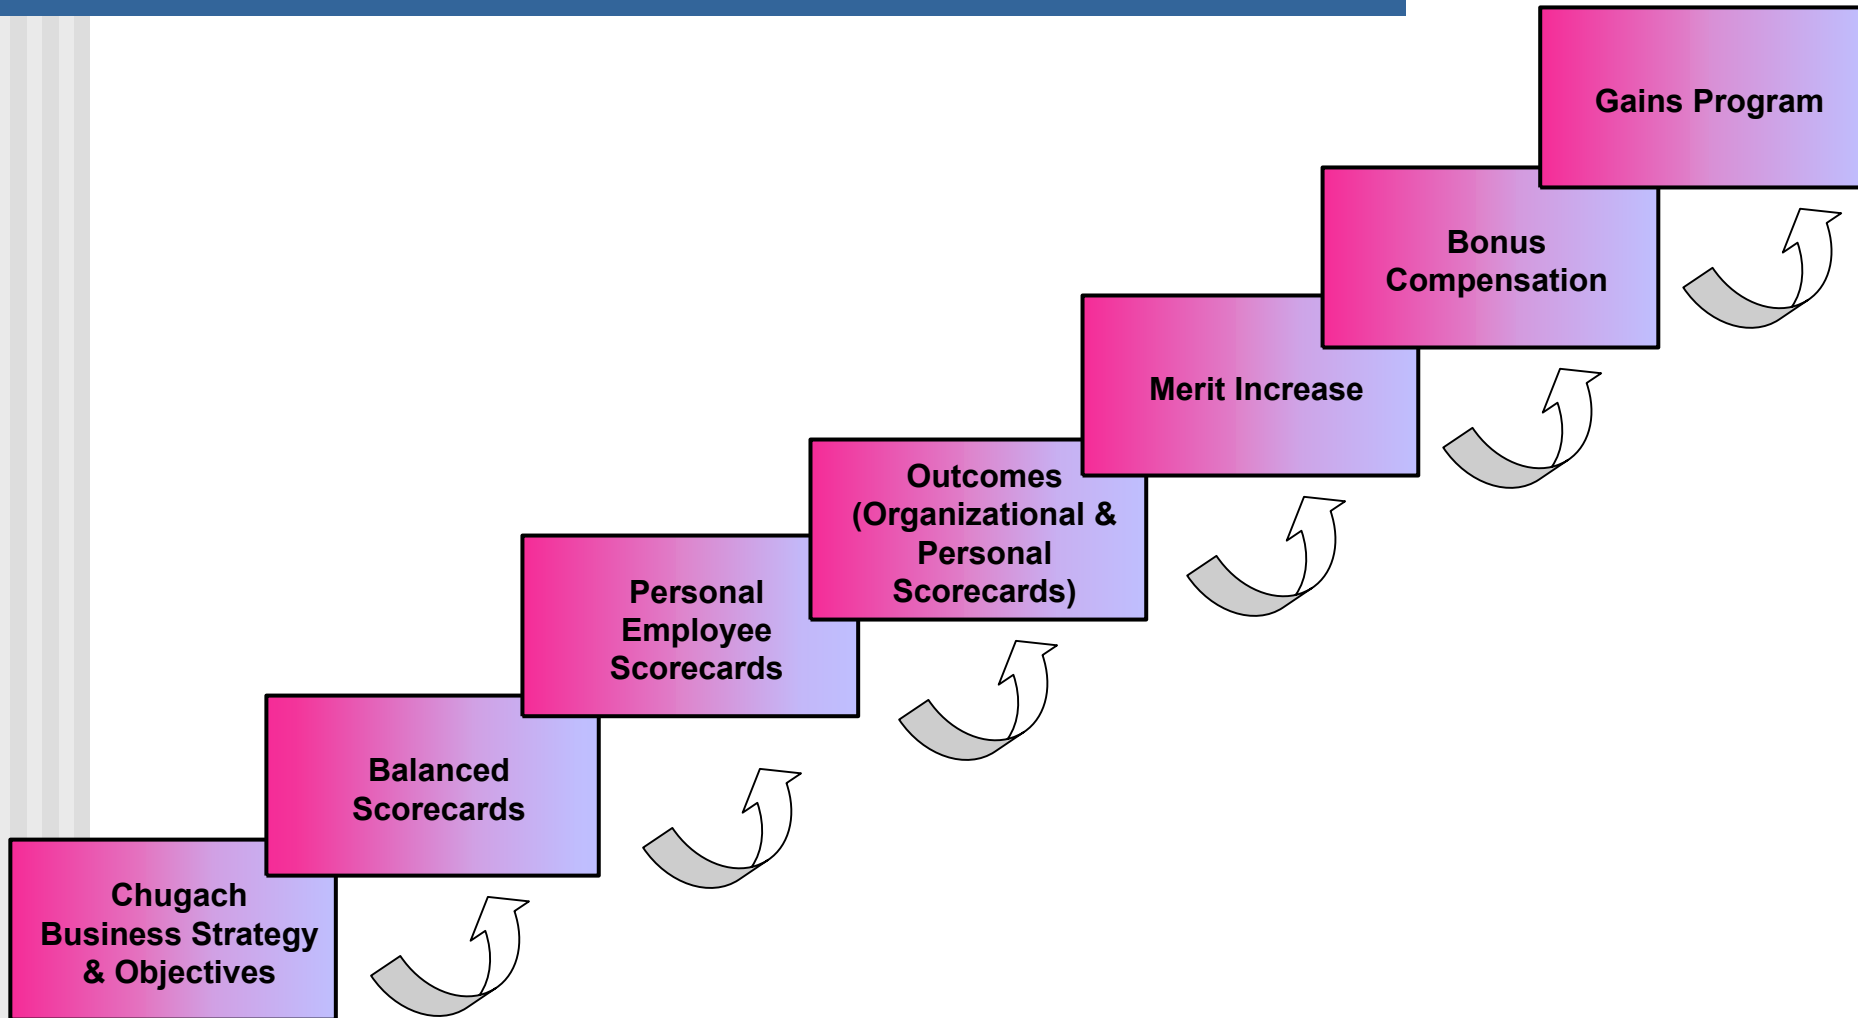 Gains Program
Bonus
Compensation
Merit Increase
Outcomes
(Organizational &
Personal
Scorecards)
Personal
Employee
Scorecards
Balanced
Scorecards
Chugach
Business Strategy
& Objectives